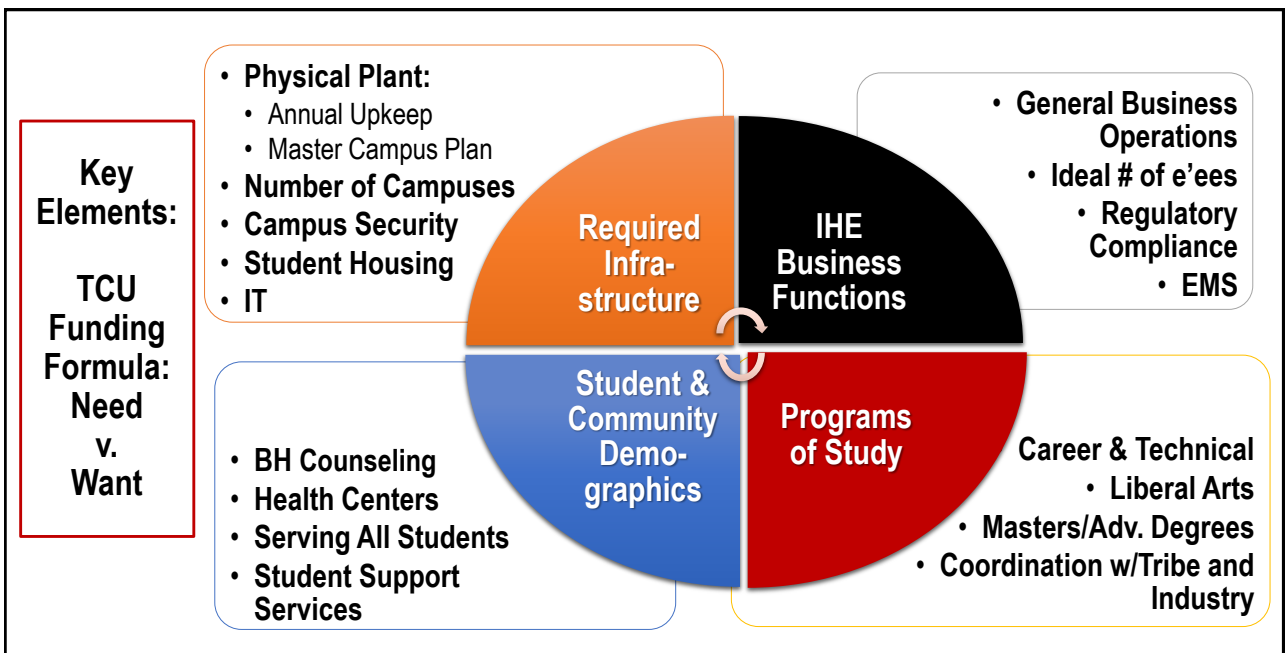 Key
Elements:
TCU
Funding
Formula:
Need
v.
Want
• Physical Plant:
• Annual Upkeep
• Master Campus Plan
• Number of Campuses
• Campus Security
• Student Housing
• IT
Required
Infra-
structure
IHE
Business
Functions
• General Business
Operations
• Ideal # of e’ees
• Regulatory
Compliance
• EMS
• BH Counseling
• Health Centers
• Serving All Students
• Student Support
Services
Student &
Community
Demo-
graphics
Programs
of Study
Career & Technical
• Liberal Arts
• Masters/Adv. Degrees
• Coordination w/Tribe and
Industry